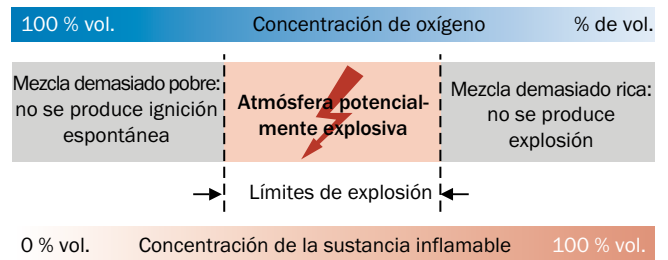 100 % vol. Concentración de oxígeno % de vol.
Mezcla demasiado pobre:
no se produce ignición
espontánea
Atmósfera potencial-
mente explosiva
Mezcla demasiado rica:
no se produce
explosión
Límites de explosión
0 % vol. Concentración de la sustancia inflamable 100 % vol.